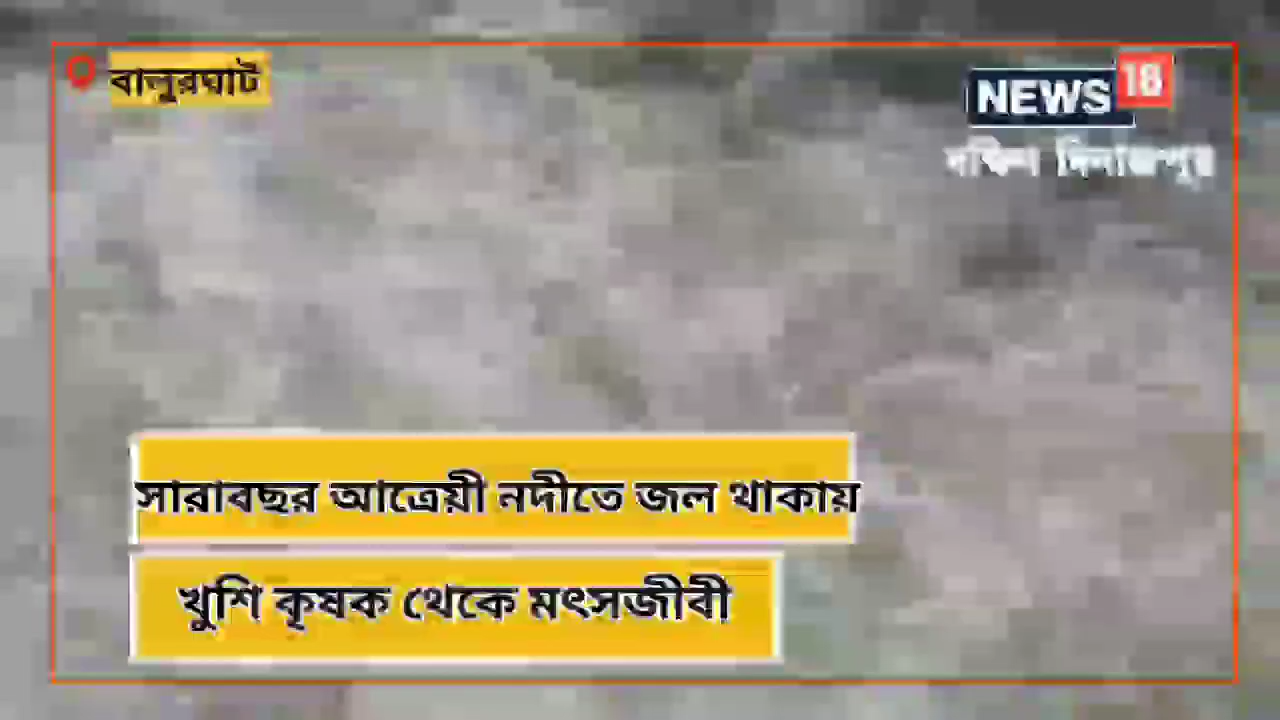 বালুরঘাট
NEWS 18
দক্ষিণ দিনাজপুর
সারাবছর আত্রেয়ী নদীতে জল থাকায়
খুশি কৃষক থেকে মৎসজীবী